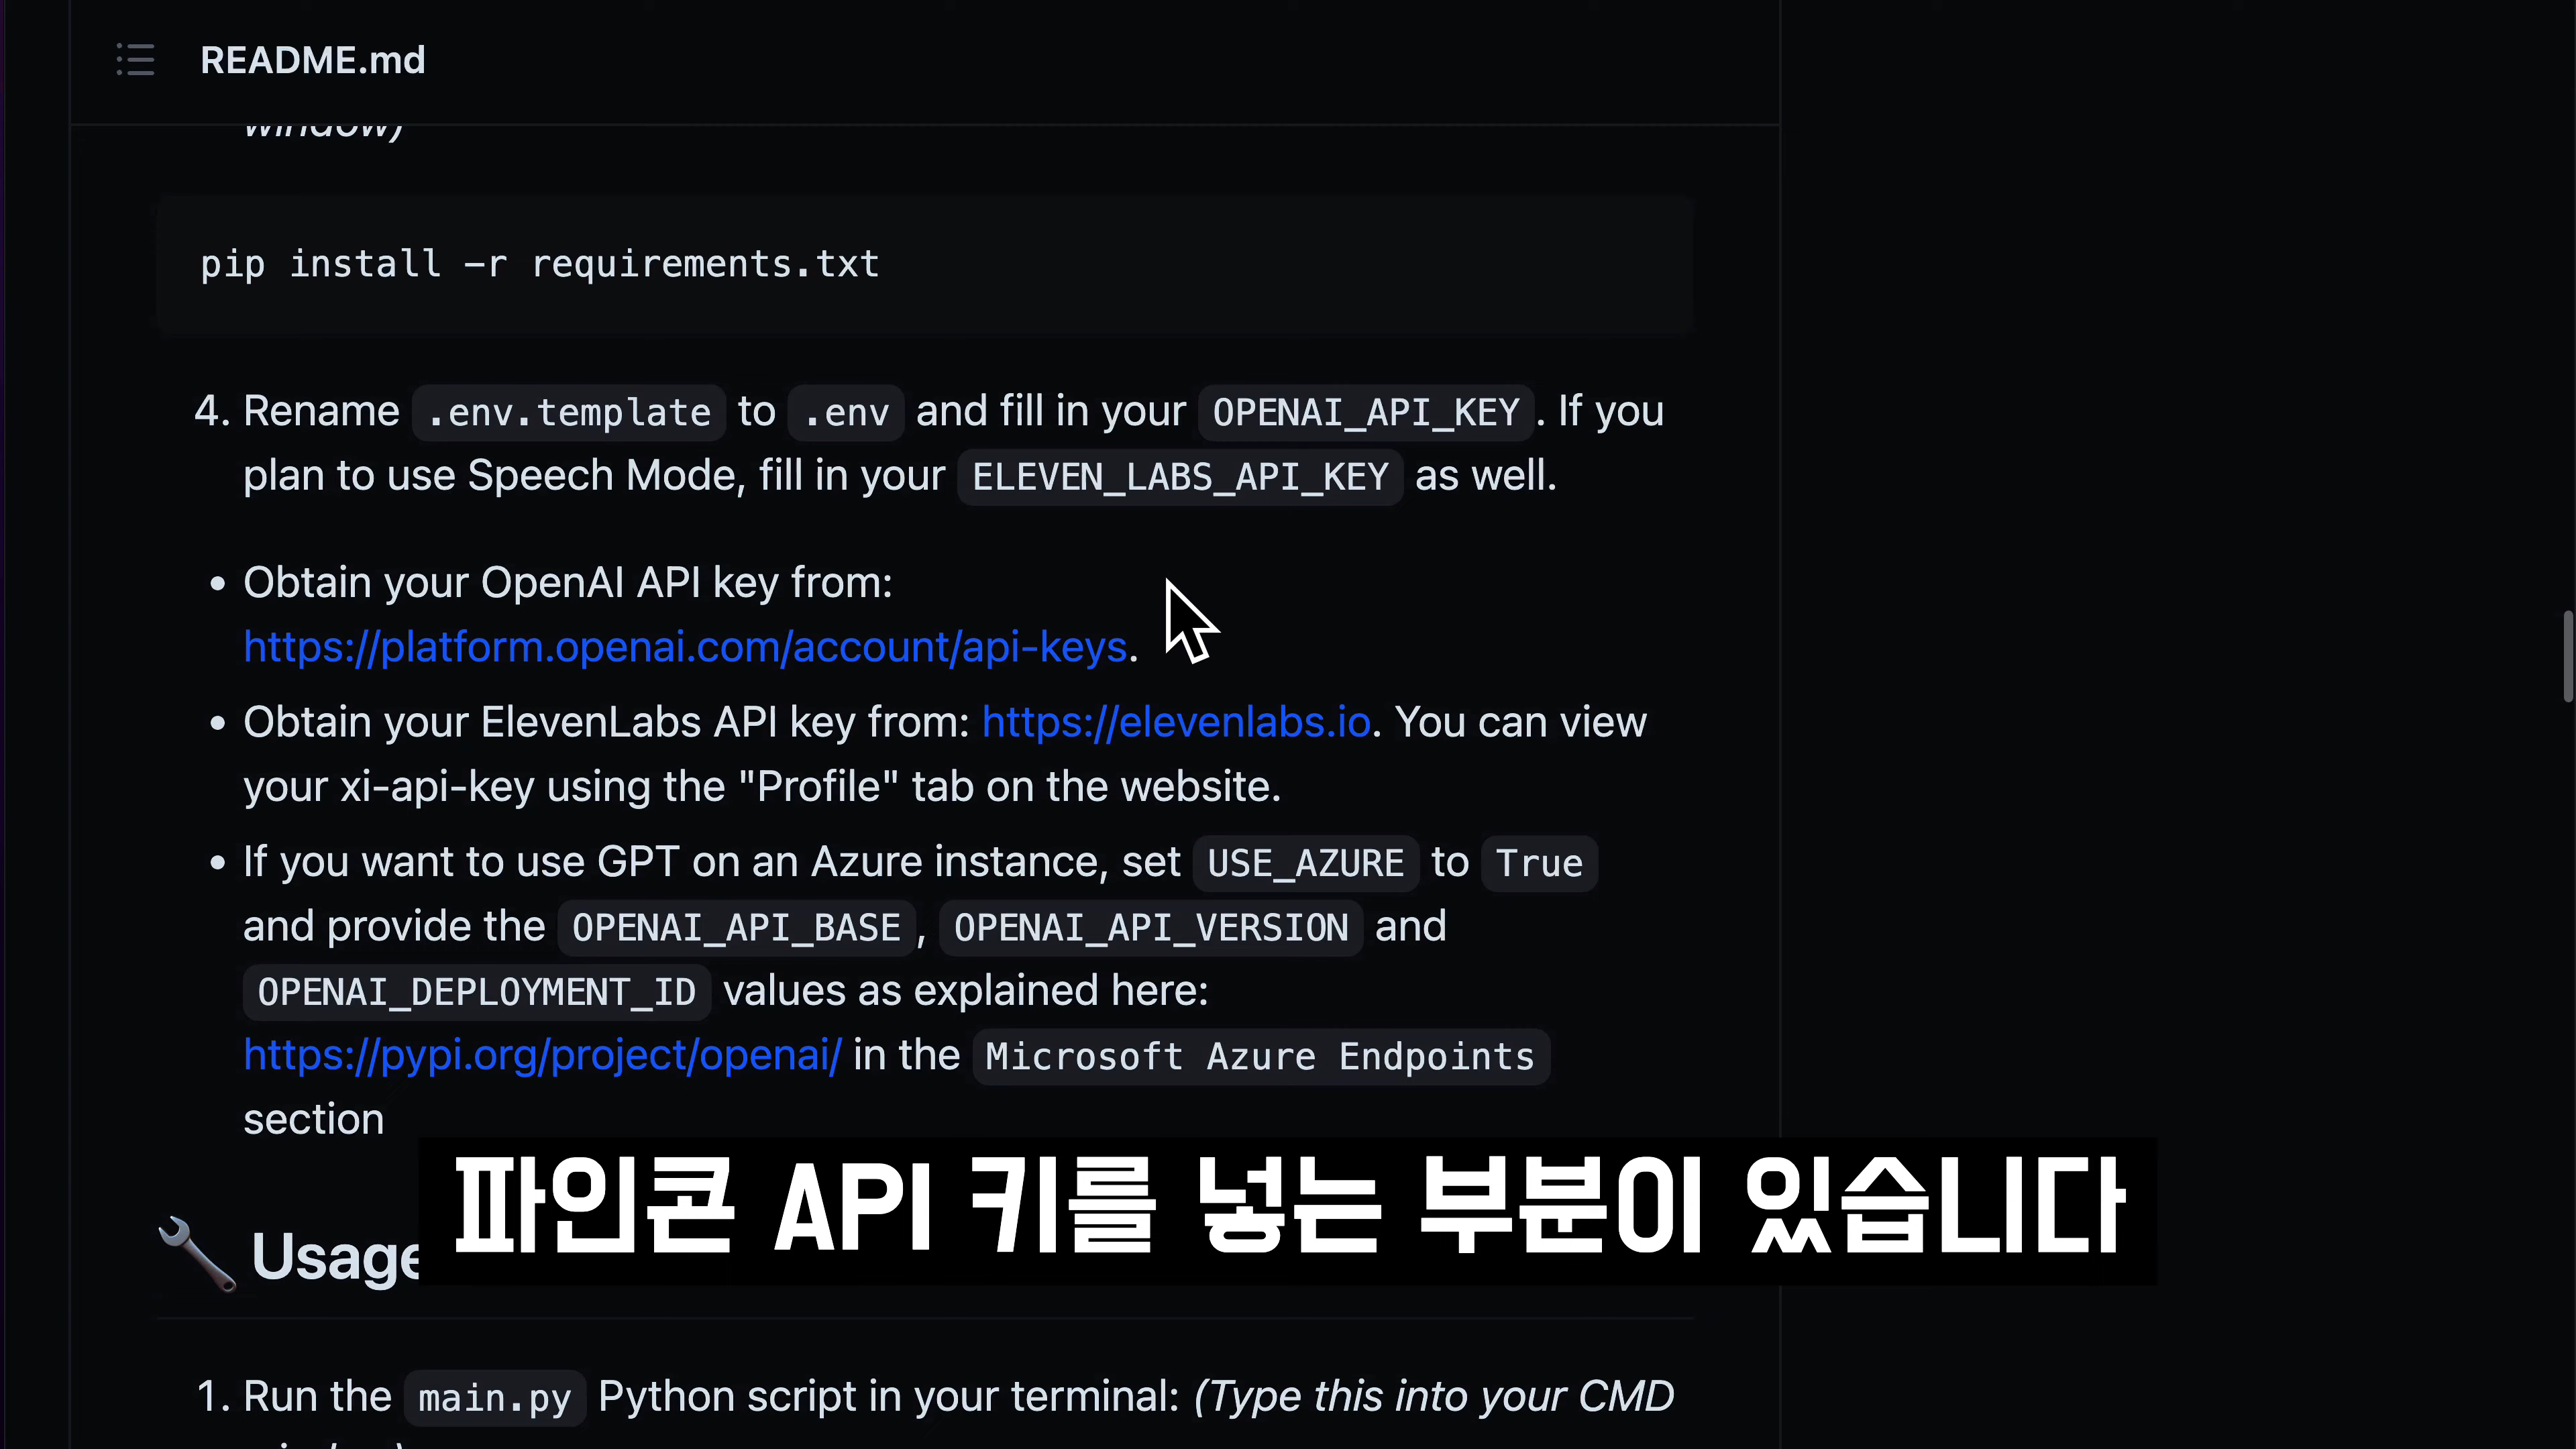 README.md
window)
pip install -r requirements.txt
4. Rename .env.template to .env and fill in your OPENAI_API_KEY. If you
plan to use Speech Mode, fill in your ELEVEN_LABS_API_KEY as well.
• Obtain your OpenAI API key from:
https://platform.openai.com/account/api-keys.
• Obtain your ElevenLabs API key from: https://elevenlabs.io. You can view
your xi-api-key using the "Profile" tab on the website.
• If you want to use GPT on an Azure instance, set USE_AZURE to True
and provide the OPENAI_API_BASE, OPENAI_API_VERSION and
OPENAI_DEPLOYMENT_ID values as explained here:
https://pypi.org/project/openai/ in the Microsoft Azure Endpoints
section
파인콘 API 키를 넣는 부분이 있습니다
🔧 Usage
1. Run the main.py Python script in your terminal: (Type this into your CMD